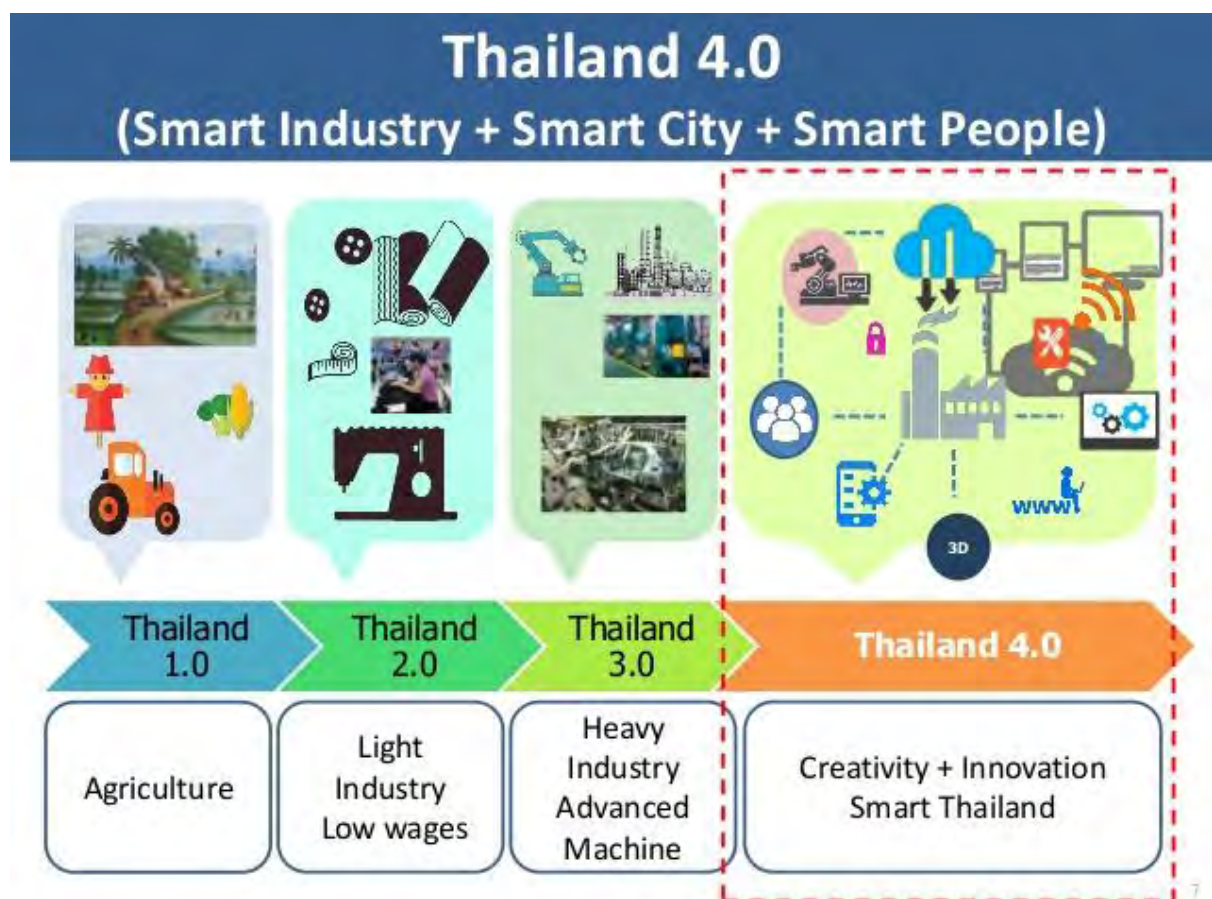 Thailand 4.0
(Smart Industry + Smart City + Smart People)
www
3D
Thailand
1.0
Thailand
2.0
Thailand
3.0
Thailand 4.0
Agriculture
Light
Industry
Low wages
Heavy
Industry
Advanced
Machine
Creativity + Innovation
Smart Thailand
7